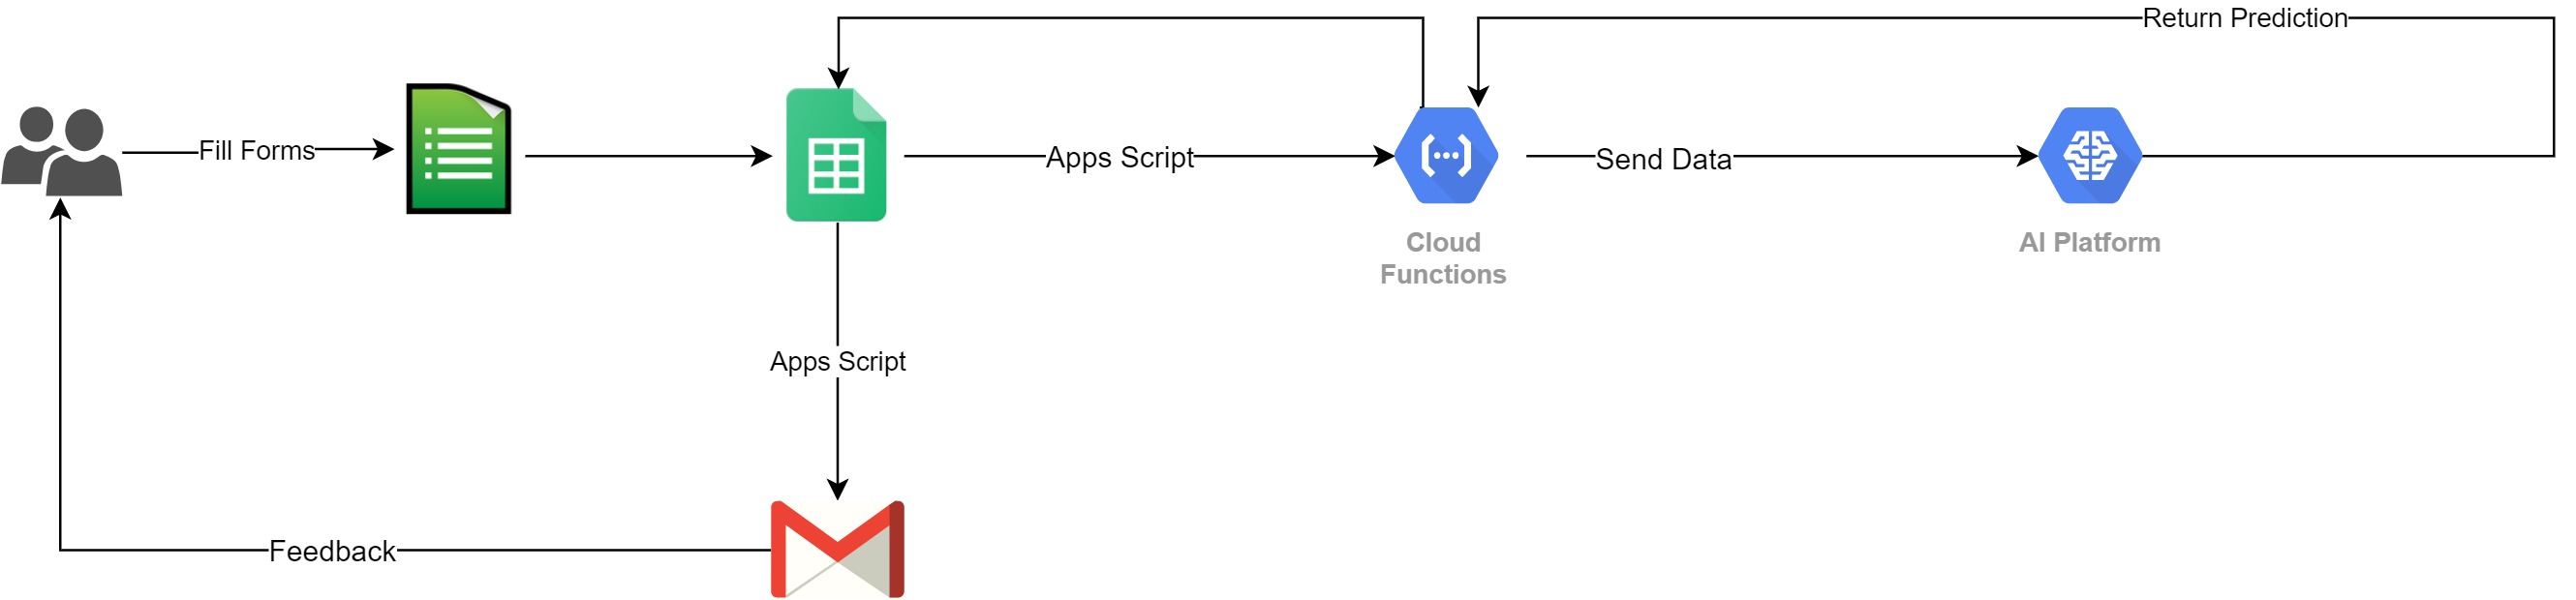 Return Prediction
Fill Forms
Apps Script
Send Data
Cloud
Functions
AI Platform
Apps Script
Feedback